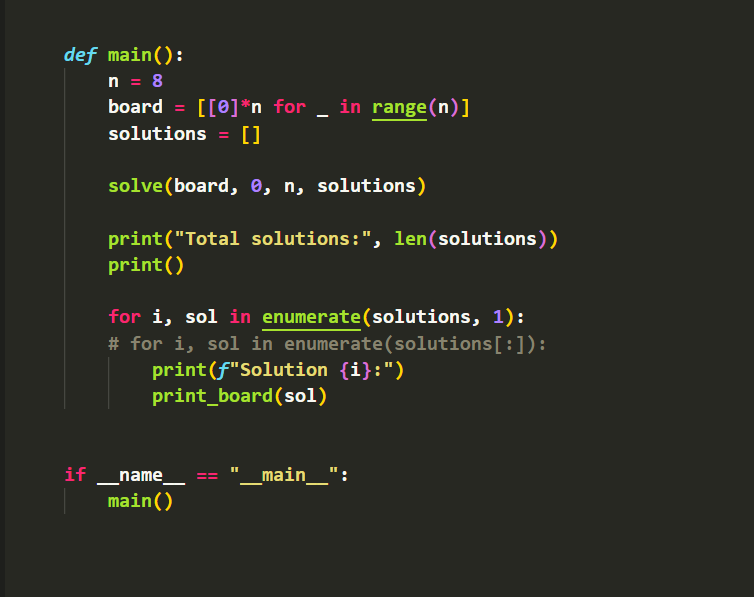 def main():
    n = 8
    board = [[0]*n for _ in range(n)]
    solutions = []

    solve(board, 0, n, solutions)

    print("Total solutions:", len(solutions))
    print()

    for i, sol in enumerate(solutions, 1):
    # for i, sol in enumerate(solutions[:]):
        print(f"Solution {i}:")
        print_board(sol)


if __name__ == "__main__":
    main()